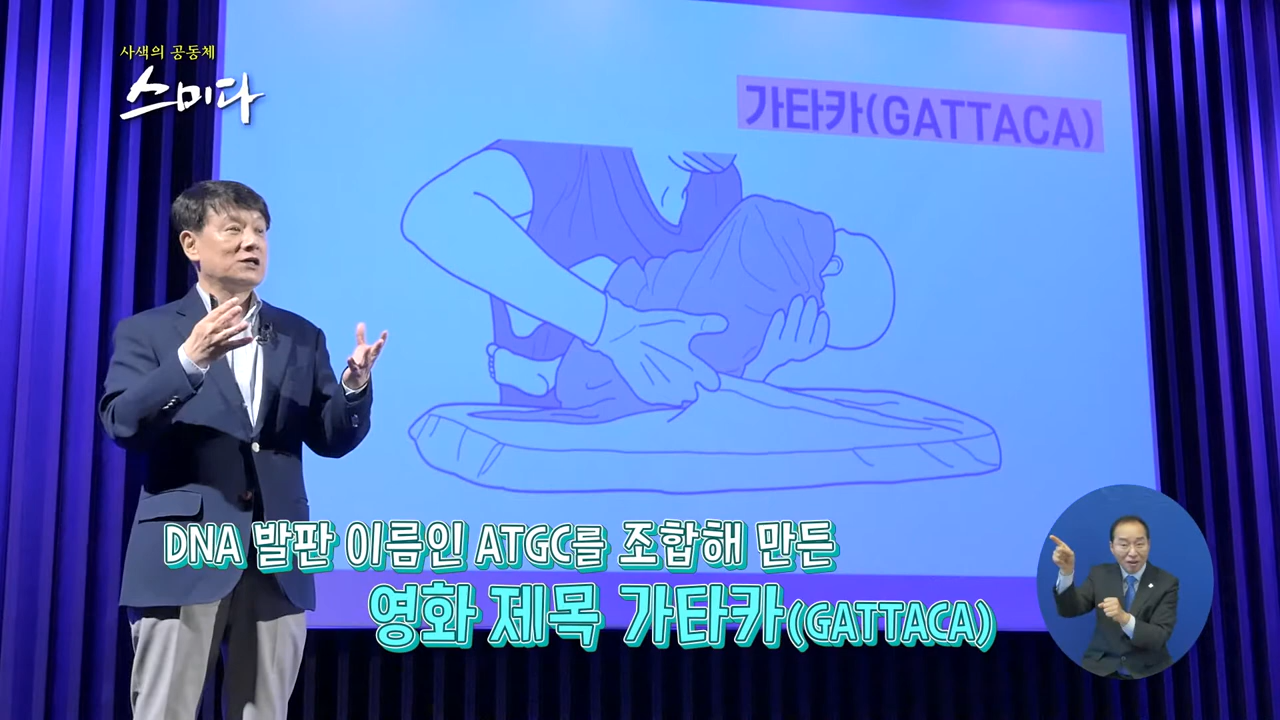 사색의 공동체
스미다
가타카(GATTACA)
DNA 발판 이름인 ATGC를 조합해 만든
영화 제목 가타카(GATTACA)